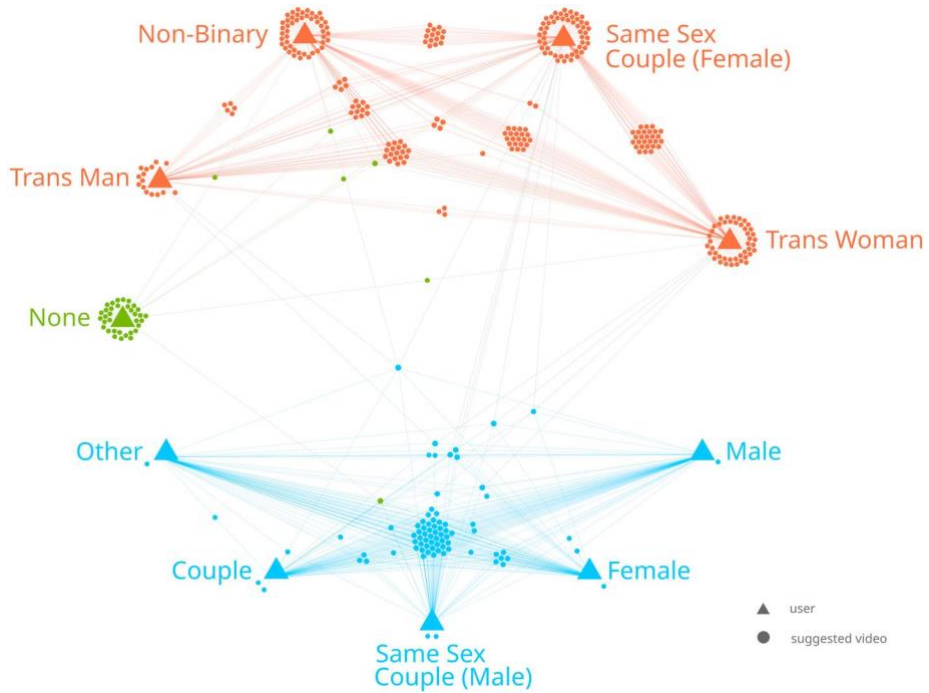 Non-Binary
Same Sex
Couple (Female)
Trans Man
Trans Woman
None
Other
Male
Couple
Female
Same Sex
Couple (Male)
user
suggested video